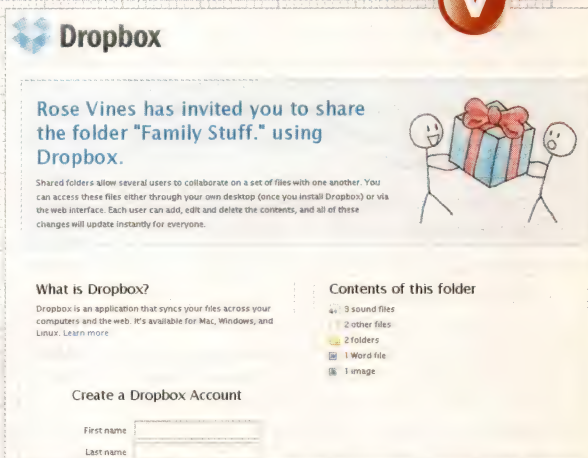 V
Dropbox
Rose Vines has invited you to share
the folder "Family Stuff." using
Dropbox.
Shared folders allow several users to collaborate on a set of files with one another. You
can access these files either through your own desktop (once you install Dropbox) or via
the web interface. Each user can add, edit and delete the contents, and all of these
changes will update instantly for everyone.
What is Dropbox?
Dropbox is an application that syncs your files across your
computers and the web. It's available for Mac, Windows, and
Linux. Learn more
Contents of this folder
3 sound files
2 other files
2 folders
1 Word file
1 image
Create a Dropbox Account
First name
Last name